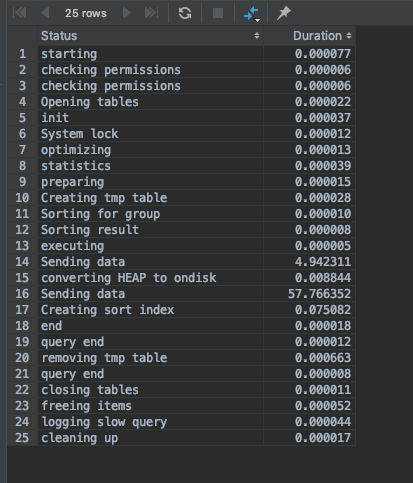 25 rows
Status Duration
1 starting 0.000077
2 checking permissions 0.000006
3 checking permissions 0.000006
4 Opening tables 0.000022
5 init 0.000037
6 System lock 0.000012
7 optimizing 0.000013
8 statistics 0.000039
9 preparing 0.000015
10 Creating tmp table 0.000028
11 Sorting for group 0.000010
12 Sorting result 0.000008
13 executing 0.000005
14 Sending data 4.942311
15 converting HEAP to ondisk 0.008844
16 Sending data 57.766352
17 Creating sort index 0.075082
18 end 0.000018
19 query end 0.000012
20 removing tmp table 0.000663
21 query end 0.000008
22 closing tables 0.000011
23 freeing items 0.000052
24 logging slow query 0.000044
25 cleaning up 0.000017